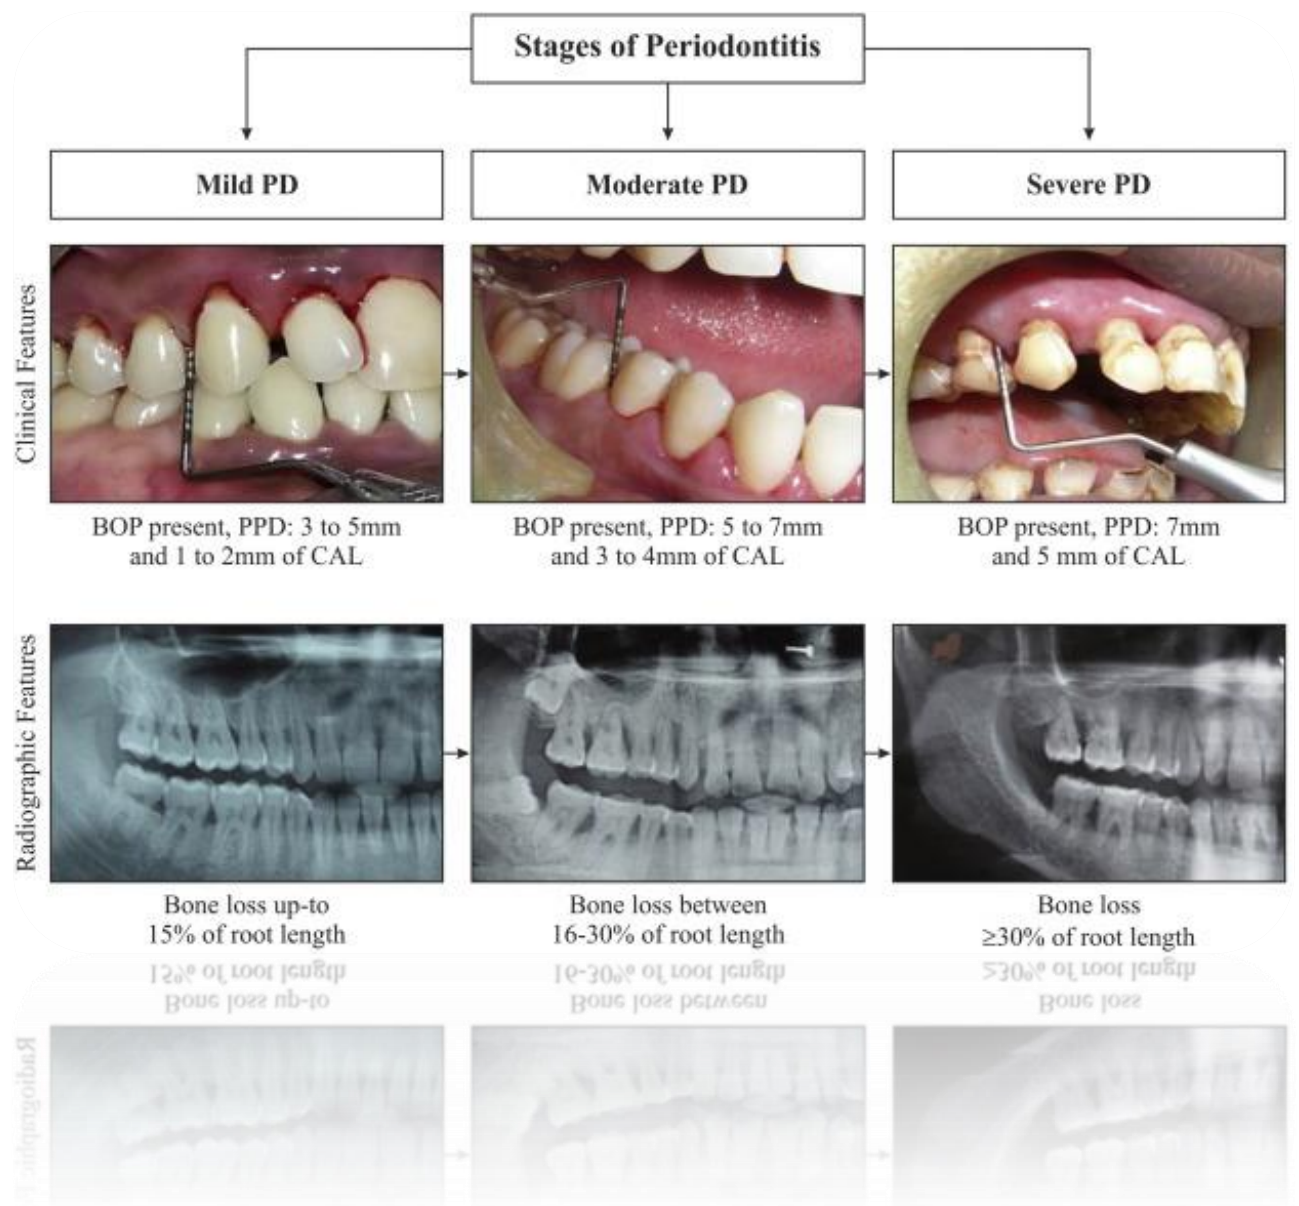 Stages of Periodontitis
Mild PD
Moderate PD
Severe PD
Clinical Features
BOP present, PPD: 3 to 5mm
and 1 to 2mm of CAL
BOP present, PPD: 5 to 7mm
and 3 to 4mm of CAL
BOP present, PPD: 7mm
and 5 mm of CAL
Radiographic Features
Bone loss up-to
15% of root length
Bone loss between
16-30% of root length
Bone loss
≥30% of root length